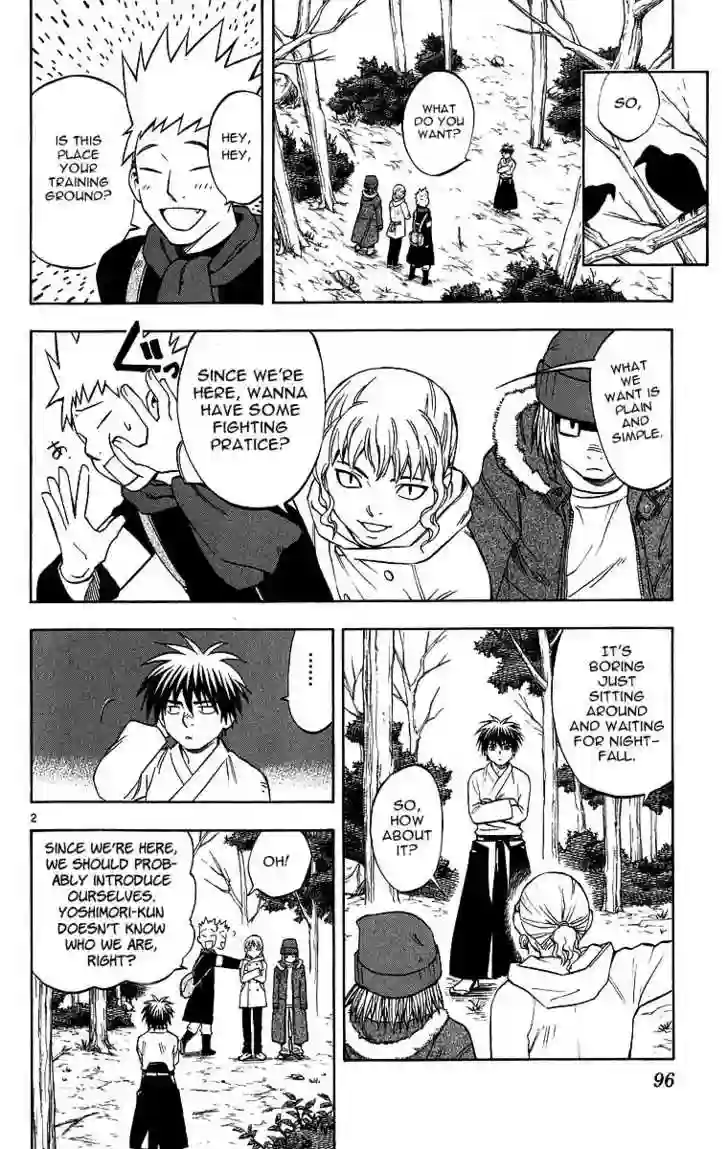 SO,
WHAT
DO YOU
WANT?
HEY,
HEY,
IS THIS
PLACE
YOUR
TRAINING
GROUND?
WHAT
WE
WANT IS
PLAIN
AND
SIMPLE.
SINCE WE'RE
HERE, WANNA
HAVE SOME
FIGHTING
PRATICE?
ぐっ
あ。
IT'S
BORING
JUST
SITTING
AROUND
AND WAITING
FOR NIGHT-
FALL.
SO,
HOW
ABOUT
IT?
......
2
OH!
SINCE WE'RE HERE,
WE SHOULD PROB-
ABLY INTRODUCE
OURSELVES.
YOSHIMORI-KUN
DOESN'T KNOW
WHO WE ARE,
RIGHT?
96